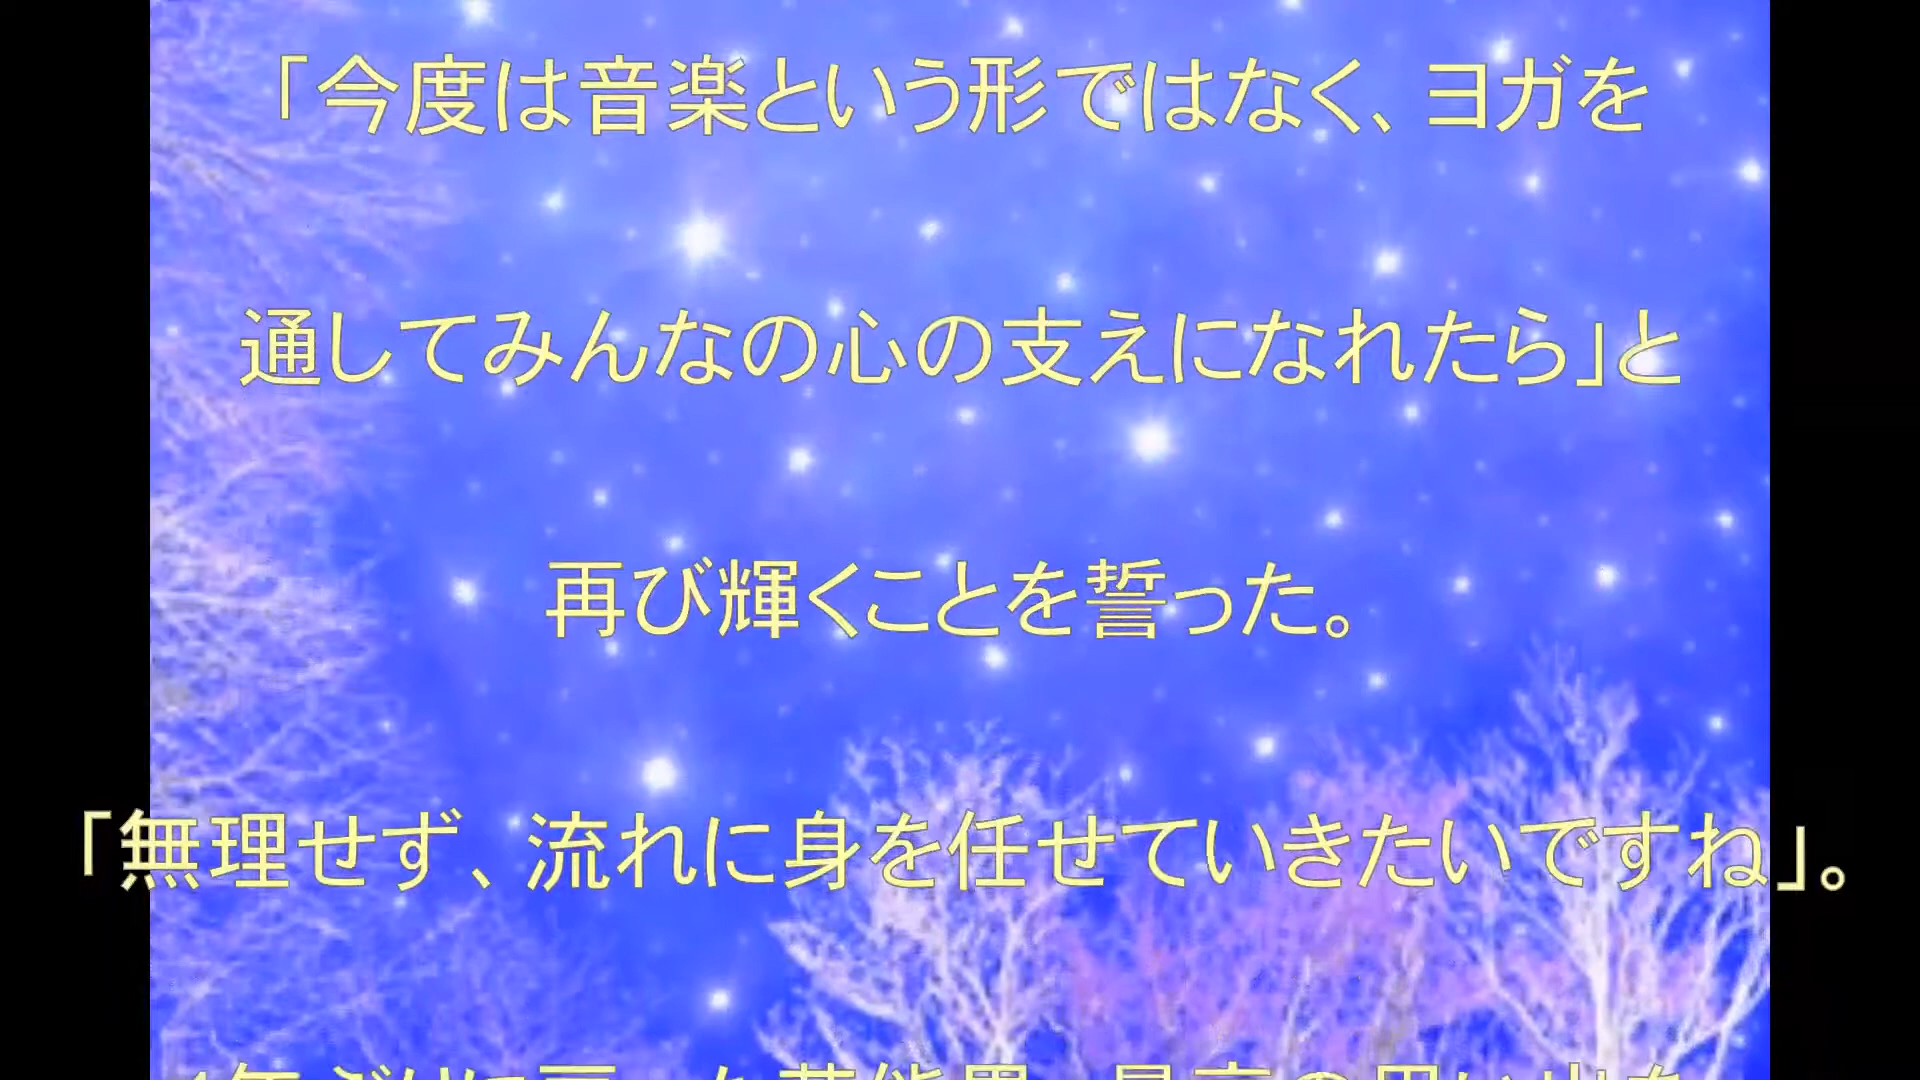 「今度は音楽という形ではなく、ヨガを
通してみんなの心の支えになれたら」と
再び輝くことを誓った。
「無理せず、流れに身を任せていきたいですね」。